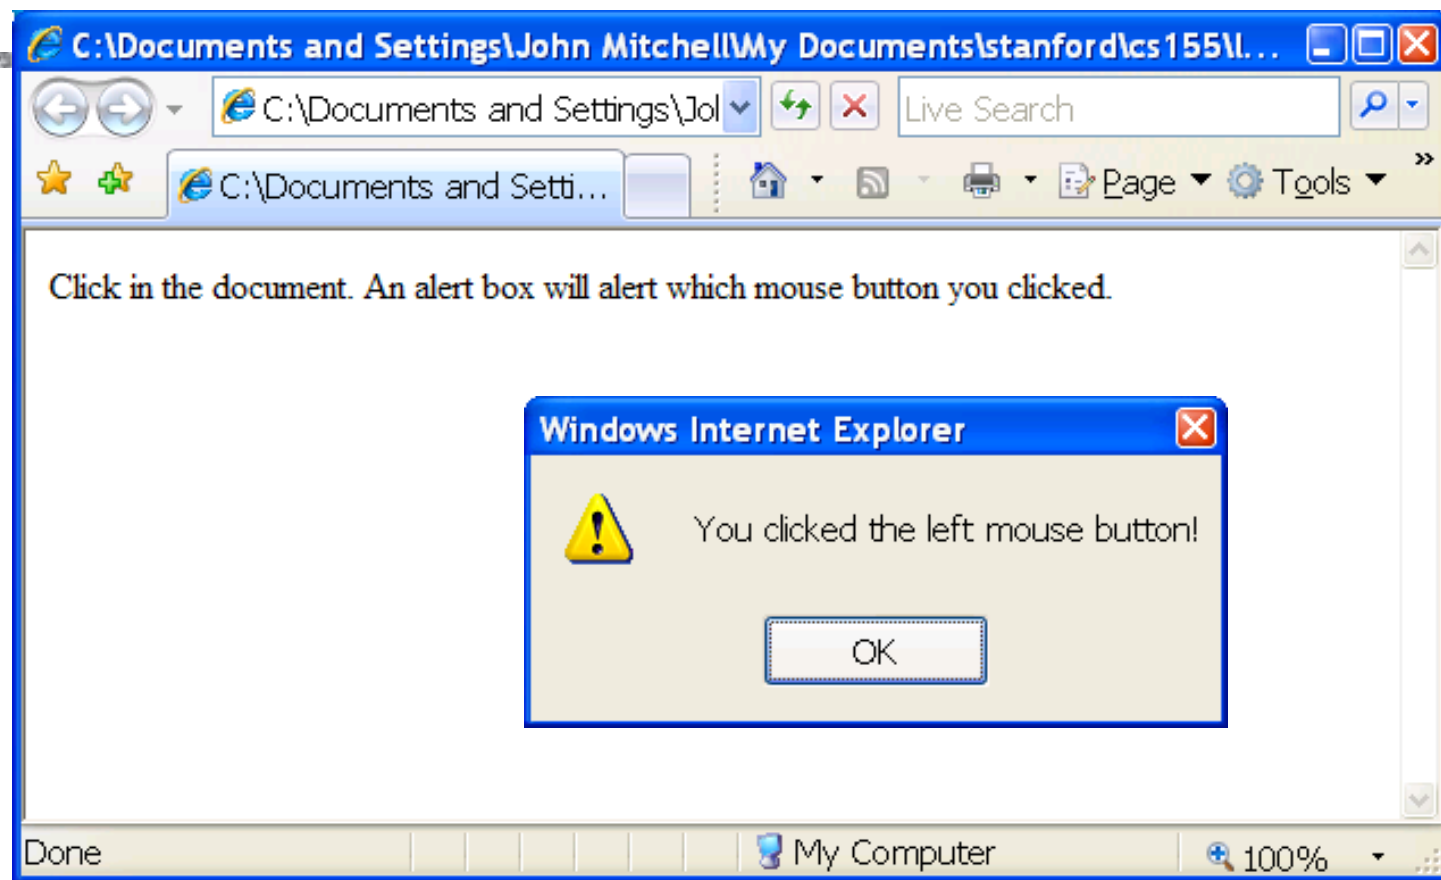 C:\Documents and Settings\John Mitchell\My Documents\stanford\cs155\l...
C:\Documents and Settings\Jol
Live Search
C:\Documents and Setti...
Page
Tools
»
Click in the document. An alert box will alert which mouse button you clicked.
Windows Internet Explorer
You clicked the left mouse button!
OK
Done
My Computer
100%